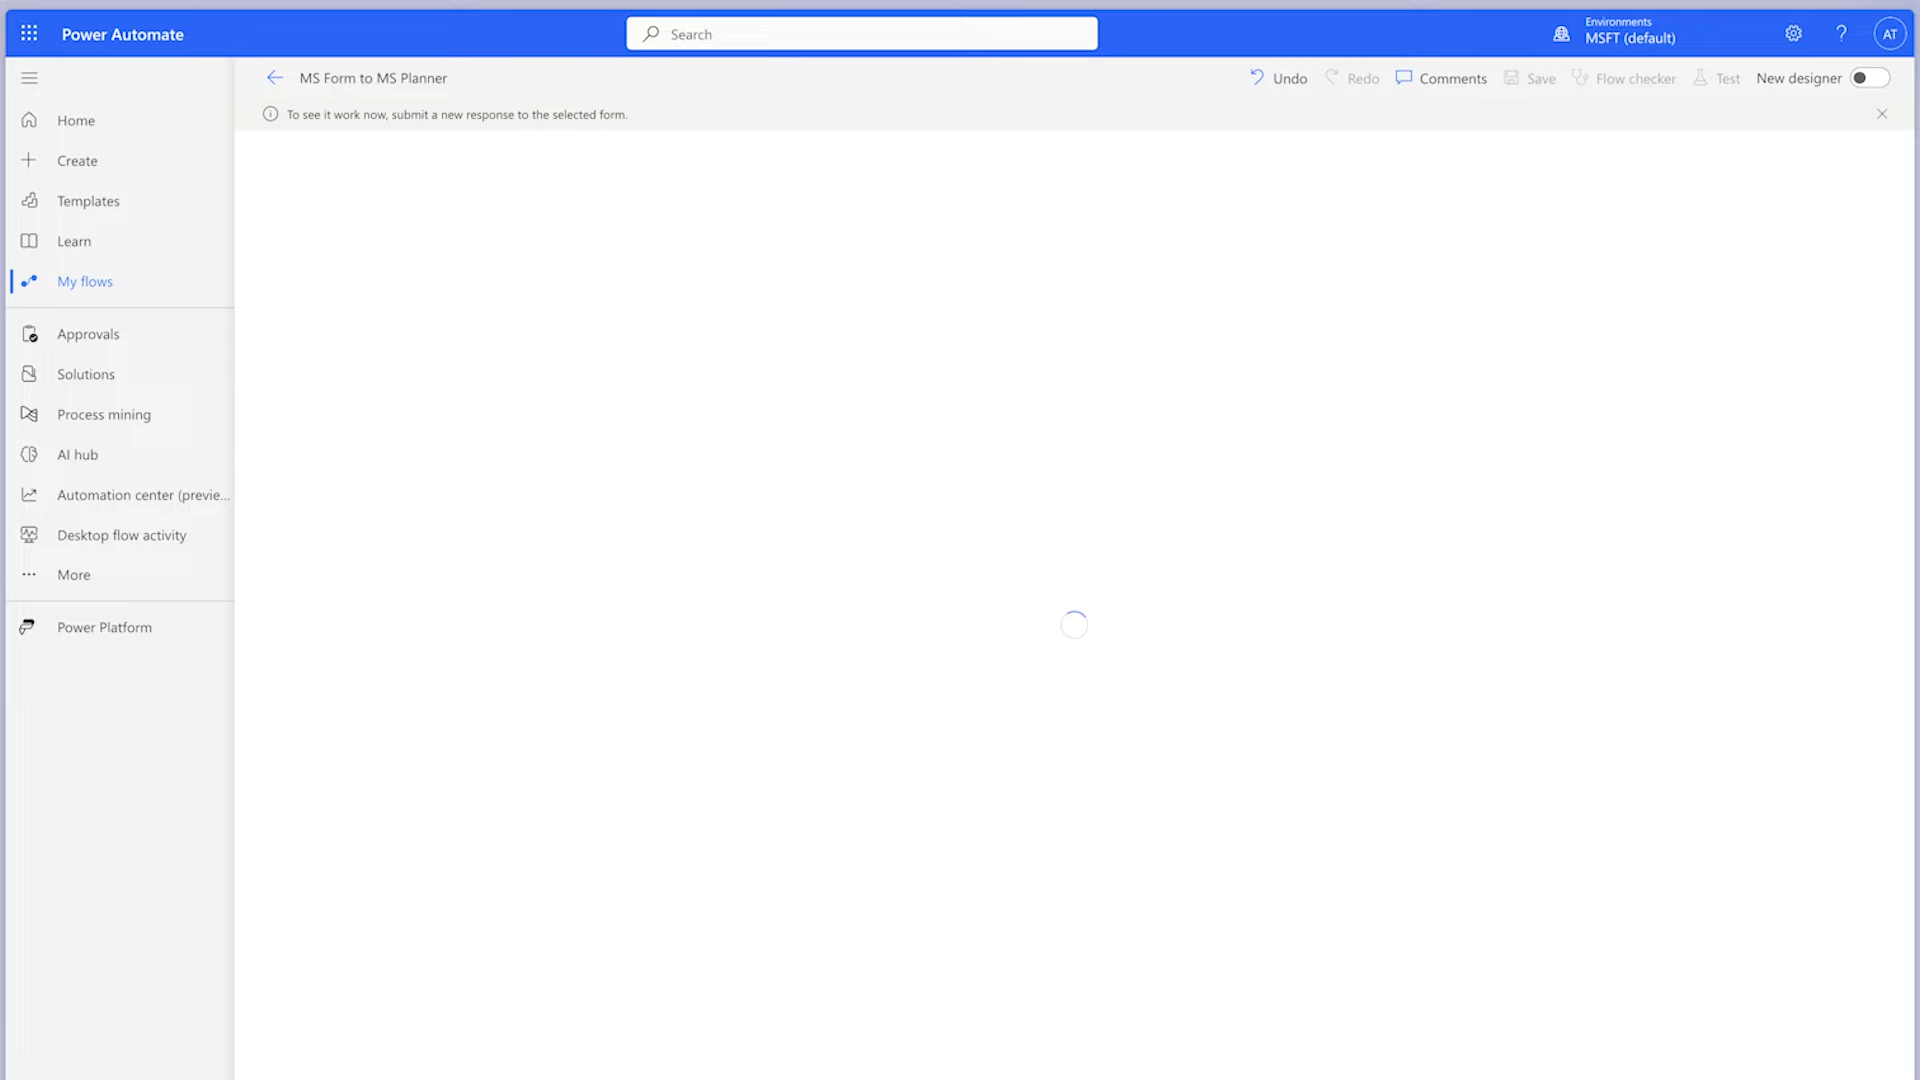 Power Automate
Search
Environments
MSFT (default)
?
AT
MS Form to MS Planner
Undo
Redo
Comments
Save
Flow checker
Test
New designer
To see it work now, submit a new response to the selected form.
Home
Create
Templates
Learn
My flows
Approvals
Solutions
Process mining
AI hub
Automation center (previe...
Desktop flow activity
More
Power Platform